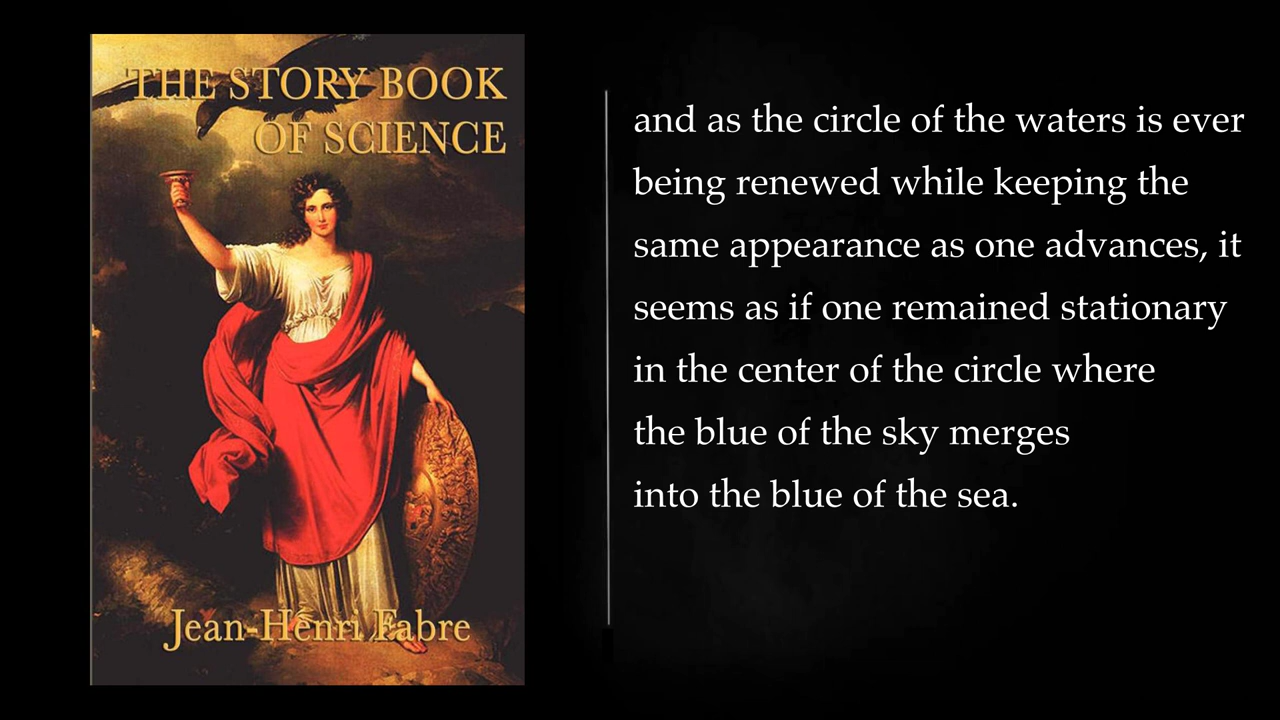 THE STORY BOOK
OF SCIENCE
Jean-Henri Fabre
and as the circle of the waters is ever
being renewed while keeping the
same appearance as one advances, it
seems as if one remained stationary
in the center of the circle where
the blue of the sky merges
into the blue of the sea.